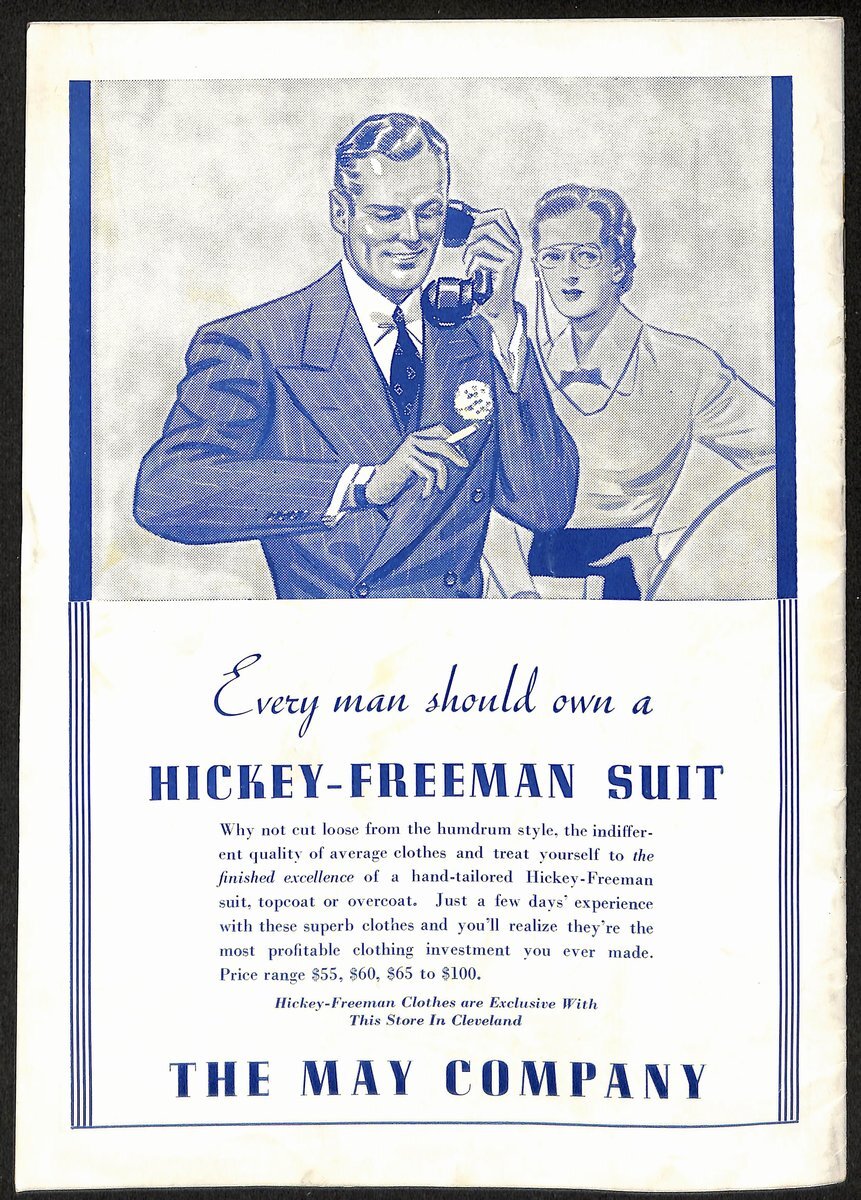 Every man should own a
HICKEY-FREEMAN SUIT
Why not cut loose from the humdrum style, the indiffer-
ent quality of average clothes and treat yourself to the
finished excellence of a hand-tailored Hickey-Freeman
suit, topcoat or overcoat. Just a few days' experience
with these superb clothes and you'll realize they're the
most profitable clothing investment you ever made.
Price range $55, $60, $65 to $100.
Hickey-Freeman Clothes are Exclusive With
This Store In Cleveland
THE MAY COMPANY